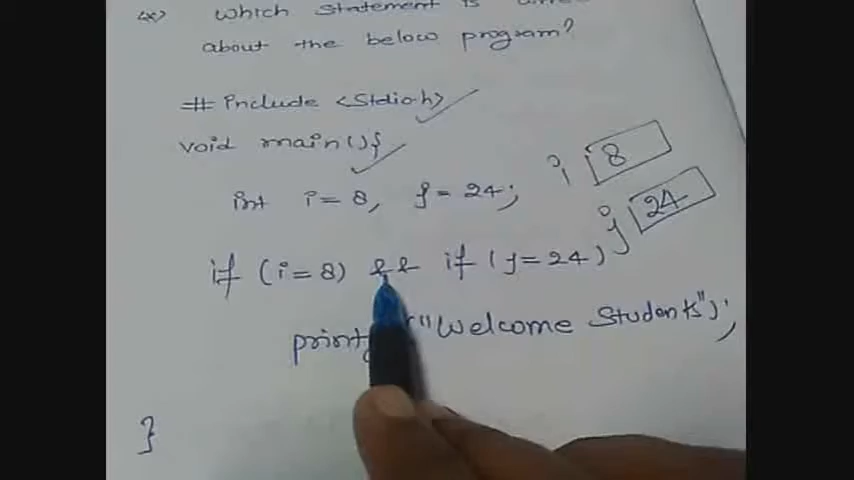 (x) Which statement is
about the below program?
# Include <Stdio.h>
void main(){
int i=8, j=24;
i 8
j 24
if (i=8) && if (j=24)
print "Welcome Students");
}